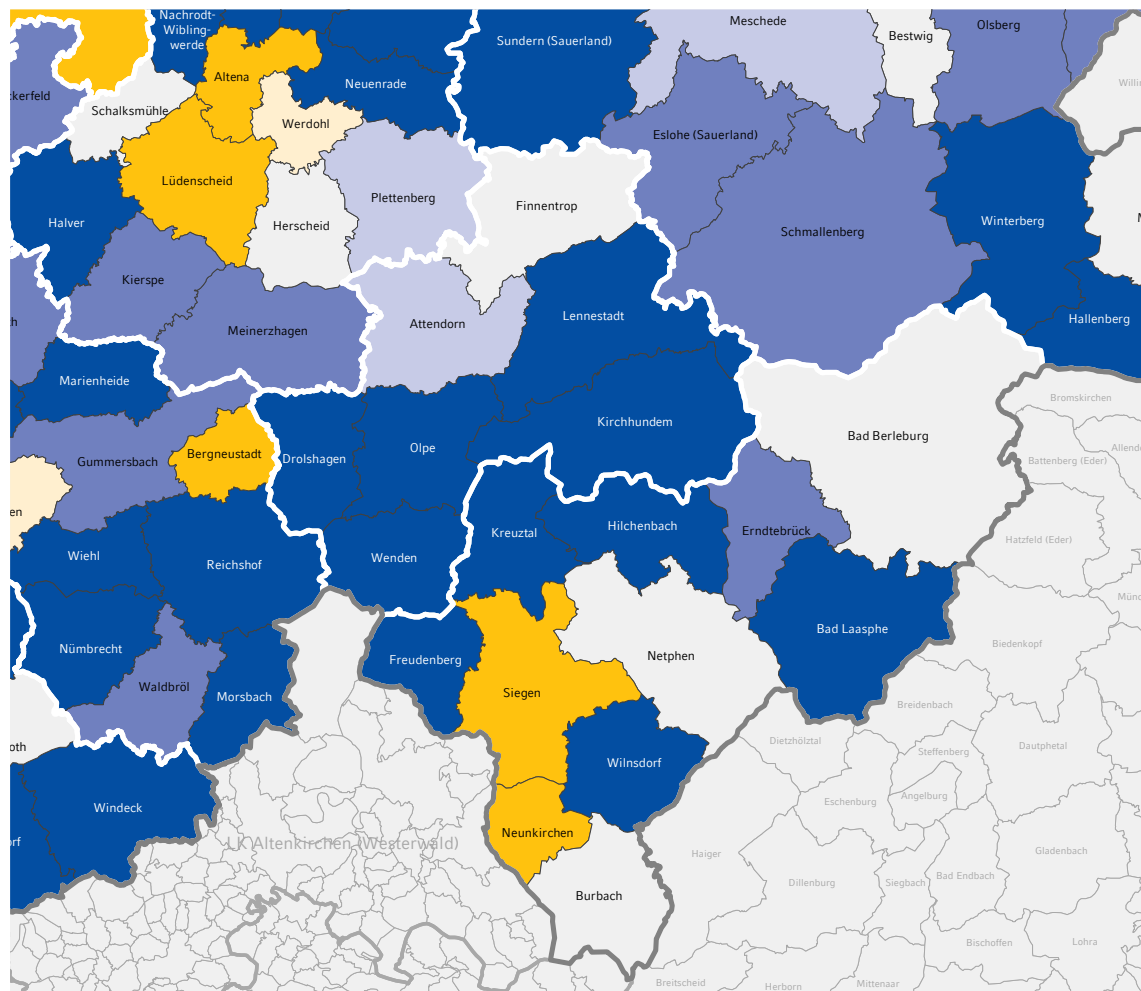 Nachrodt-
Wibling-
werde
Sundern (Sauerland)
Meschede
Bestwig
Olsberg
Altena
Neuenrade
ckerfeld
Schalksmühle
Werdohl
Eslohe (Sauerland)
Lüdenscheid
Plettenberg
Finnentrop
Halver
Herscheid
Schmallenberg
Winterberg
Kierspe
Lennestadt
Hallenberg
Attendorn
Meinerzhagen
Marienheide
Bromskirchen
Kirchhundem
Bad Berleburg
Drolshagen
Olpe
Bergneustadt
Gummersbach
Battenberg (Eder)
en
Kreuztal
Hilchenbach
Erndtebrück
Hatzfeld (Eder)
Wiehl
Reichshof
Wenden
Bad Laasphe
Biedenkopf
Nümbrecht
Freudenberg
Netphen
Waldbröl
Morsbach
Siegen
Breidenbach
oth
Dietzhölztal
Steffenberg
Dautphetal
Wilnsdorf
Windeck
Eschenburg
Angelburg
Neunkirchen
orf
LK Altenkirchen (Westerwald)
Haiger
Gladenbach
Dillenburg
Siegbach
Bad Endbach
Burbach
Bischoffen
Lohra
Breitscheid
Herborn
Mittenaar